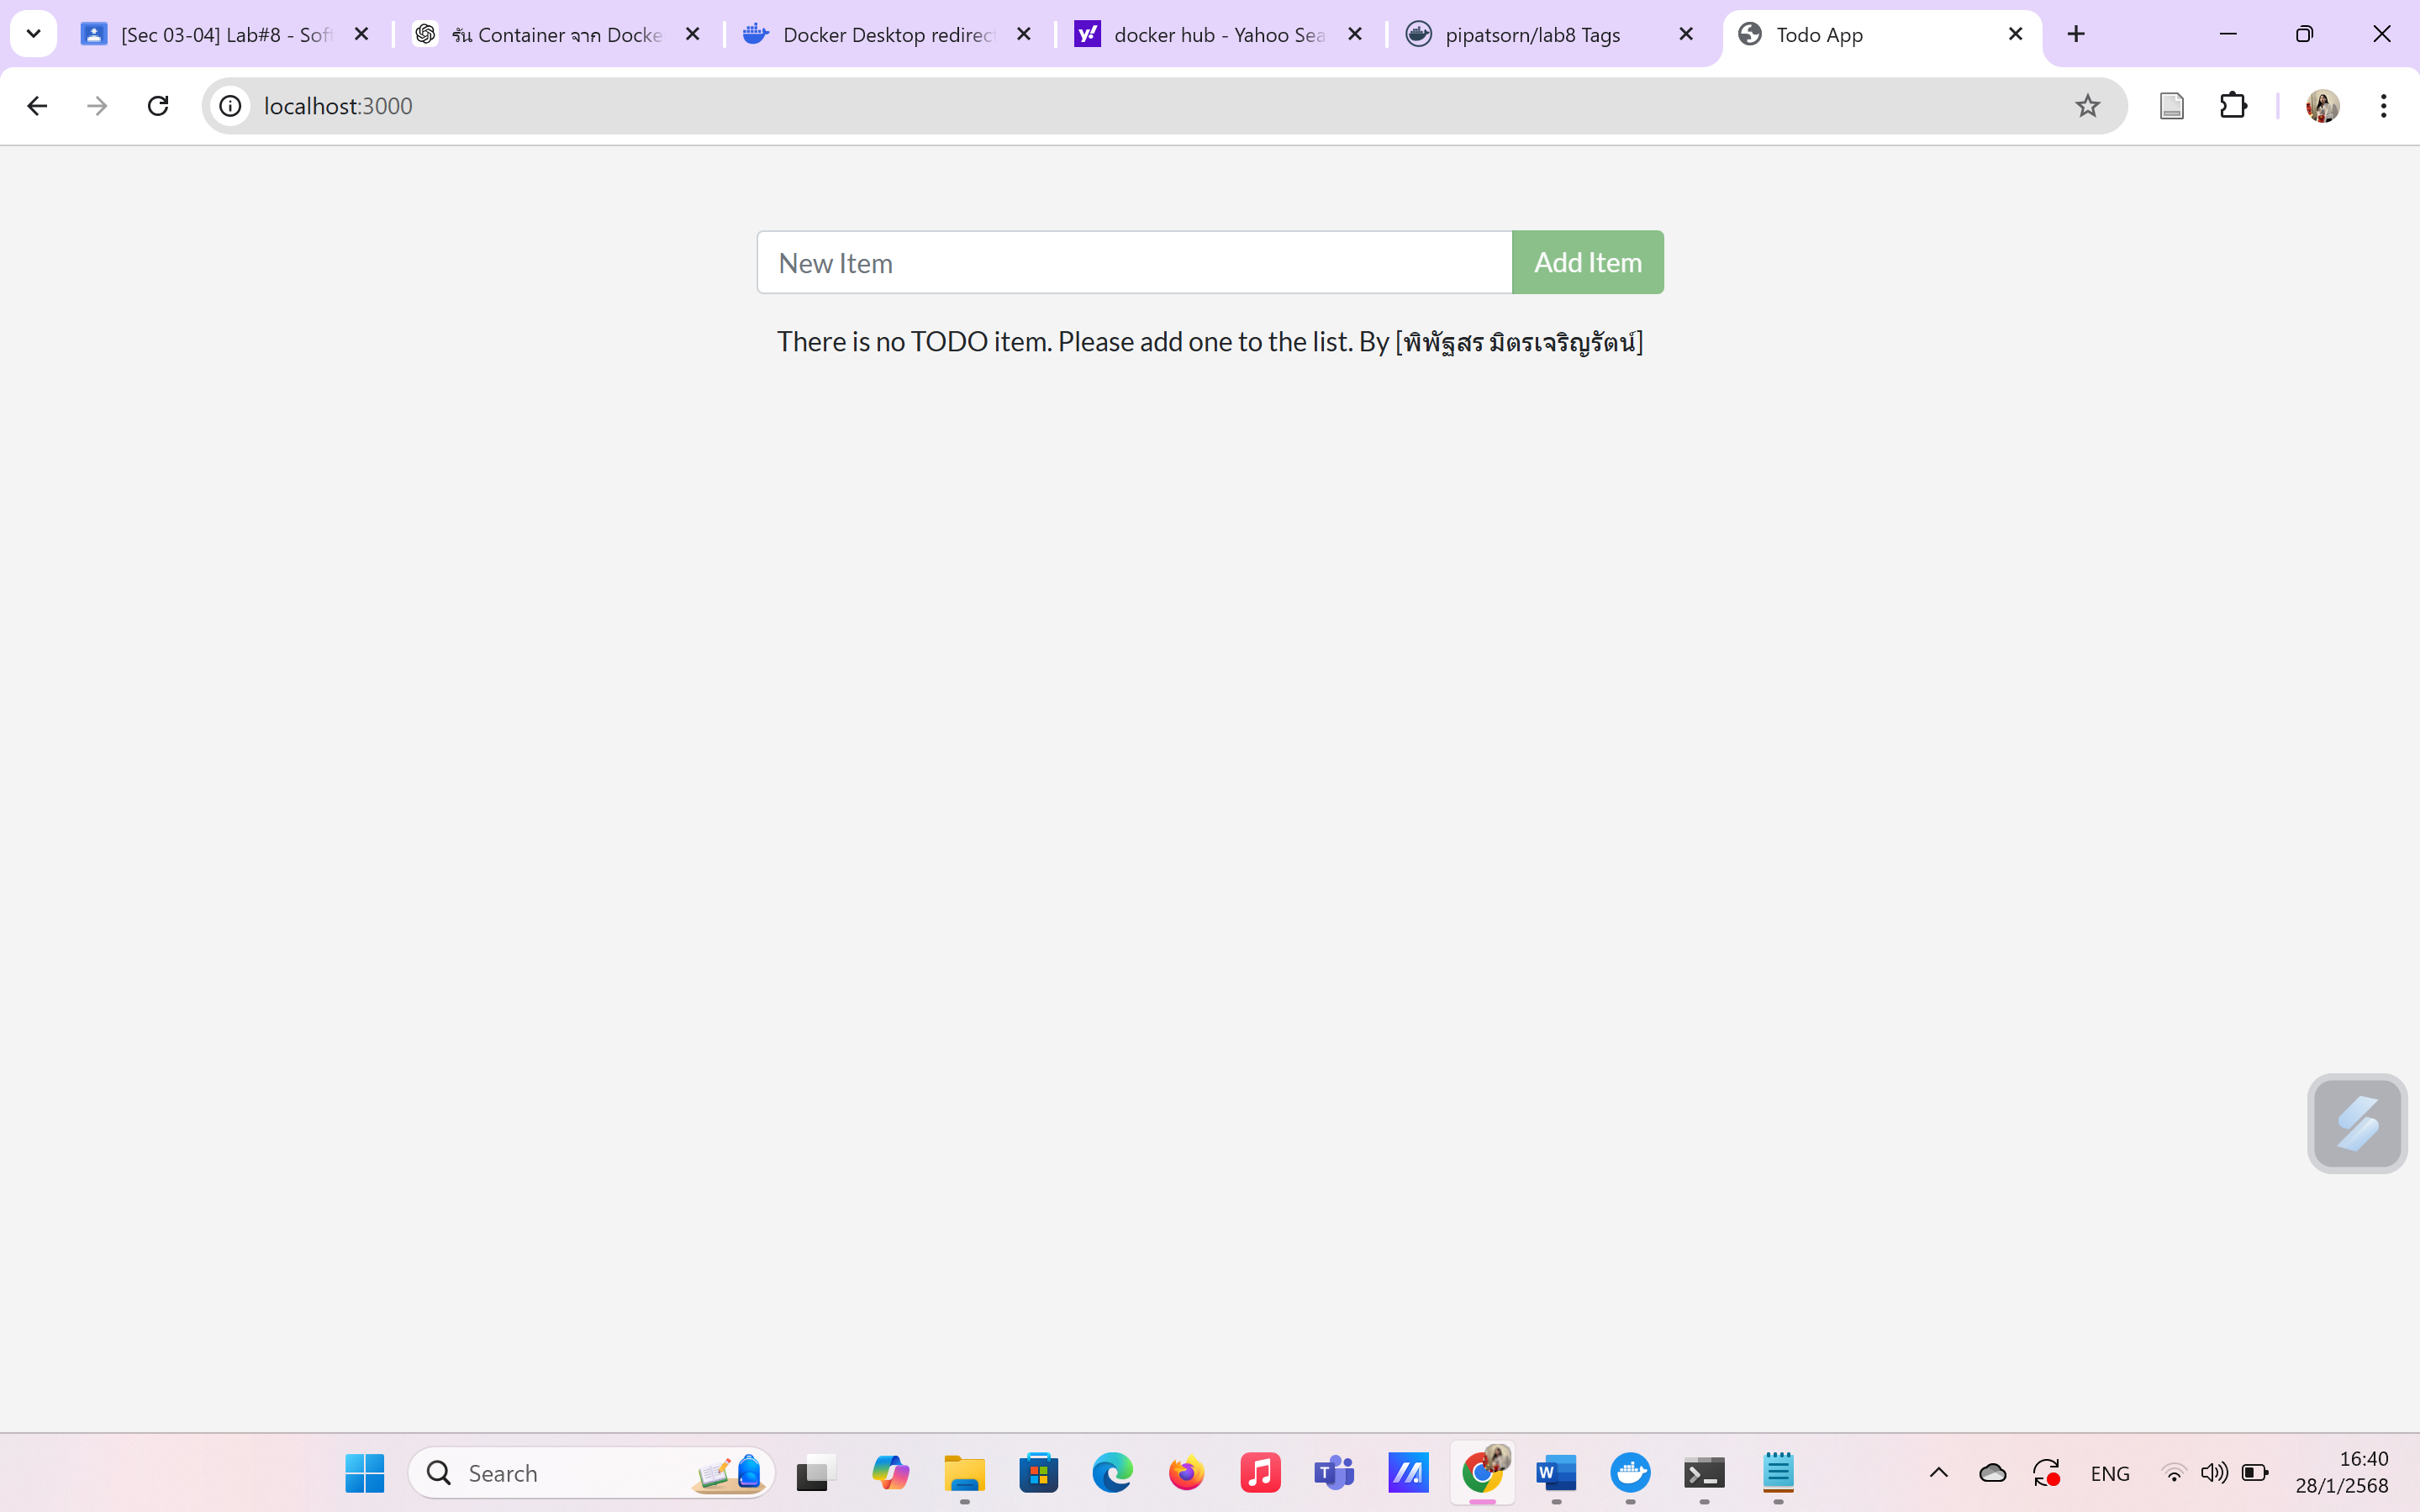 [Sec 03-04] Lab#8 - Soft
รัน Container จาก Docke
Docker Desktop redirect
docker hub - Yahoo Sea
pipatsorn/lab8 Tags
Todo App
localhost:3000
New Item
Add Item
There is no TODO item. Please add one to the list. By [พิพัฐสร มิตรเจริญรัตน์]
Search
ENG
16:40
28/1/2568